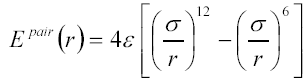 E^{pair}(r) = 4ε[(σ/r)^{12} − (σ/r)^{6}]